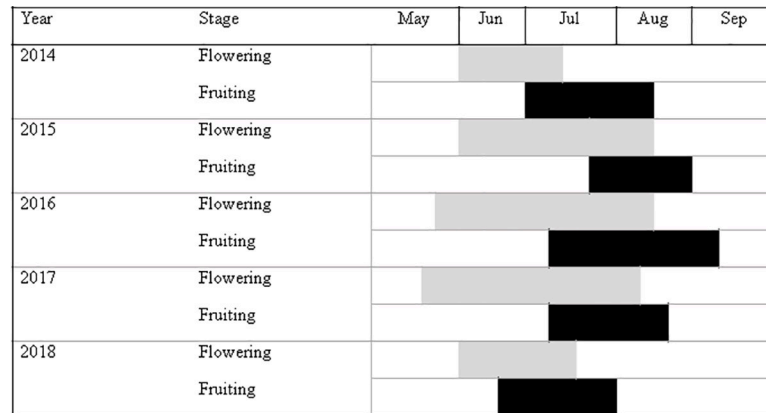 Year Stage May Jun Jul Aug Sep
2014 Flowering
Fruiting
2015 Flowering
Fruiting
2016 Flowering
Fruiting
2017 Flowering
Fruiting
2018 Flowering
Fruiting